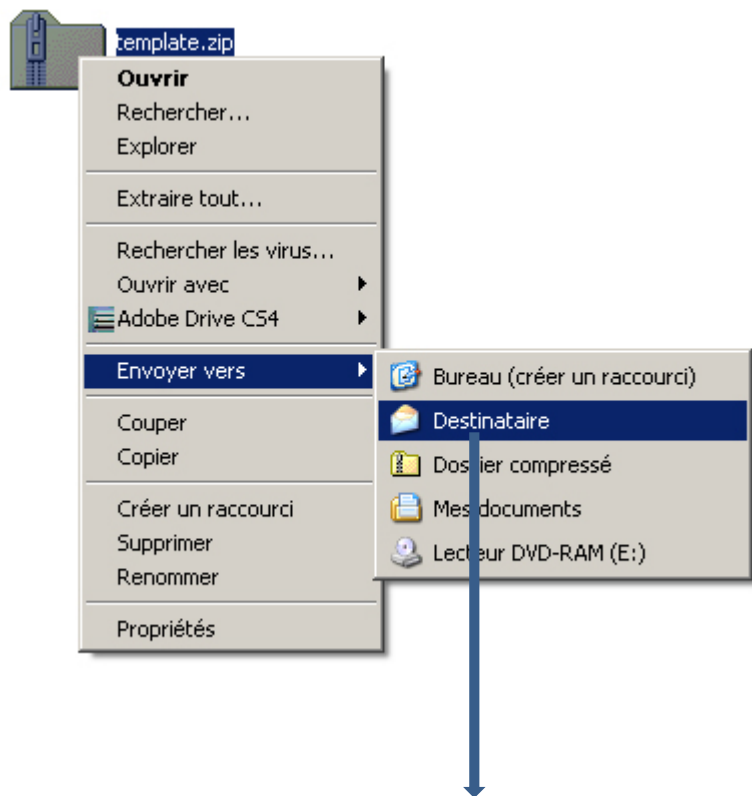 template.zip
Ouvrir
Rechercher...
Explorer
Extraire tout...
Rechercher les virus...
Ouvrir avec
Adobe Drive CS4
Envoyer vers
Bureau (créer un raccourci)
Destinataire
Dossier compressé
Mes documents
Lecteur DVD-RAM (E:)
Couper
Copier
Créer un raccourci
Supprimer
Renommer
Propriétés